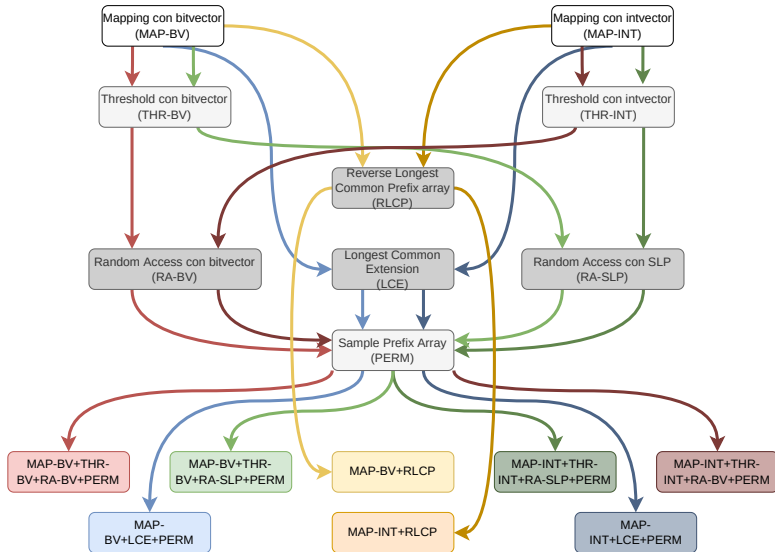 Mapping con bitvector
(MAP-BV)
Mapping con intvector
(MAP-INT)
Threshold con bitvector
(THR-BV)
Threshold con intvector
(THR-INT)
Reverse Longest
Common Prefix array
(RLCP)
Random Access con bitvector
(RA-BV)
Longest Common
Extension
(LCE)
Random Access con SLP
(RA-SLP)
Sample Prefix Array
(PERM)
MAP-BV+THR-
BV+RA-BV+PERM
MAP-BV+THR-
BV+RA-SLP+PERM
MAP-BV+RLCP
MAP-INT+THR-
INT+RA-SLP+PERM
MAP-INT+THR-
INT+RA-BV+PERM
MAP-
BV+LCE+PERM
MAP-INT+RLCP
MAP-
INT+LCE+PERM